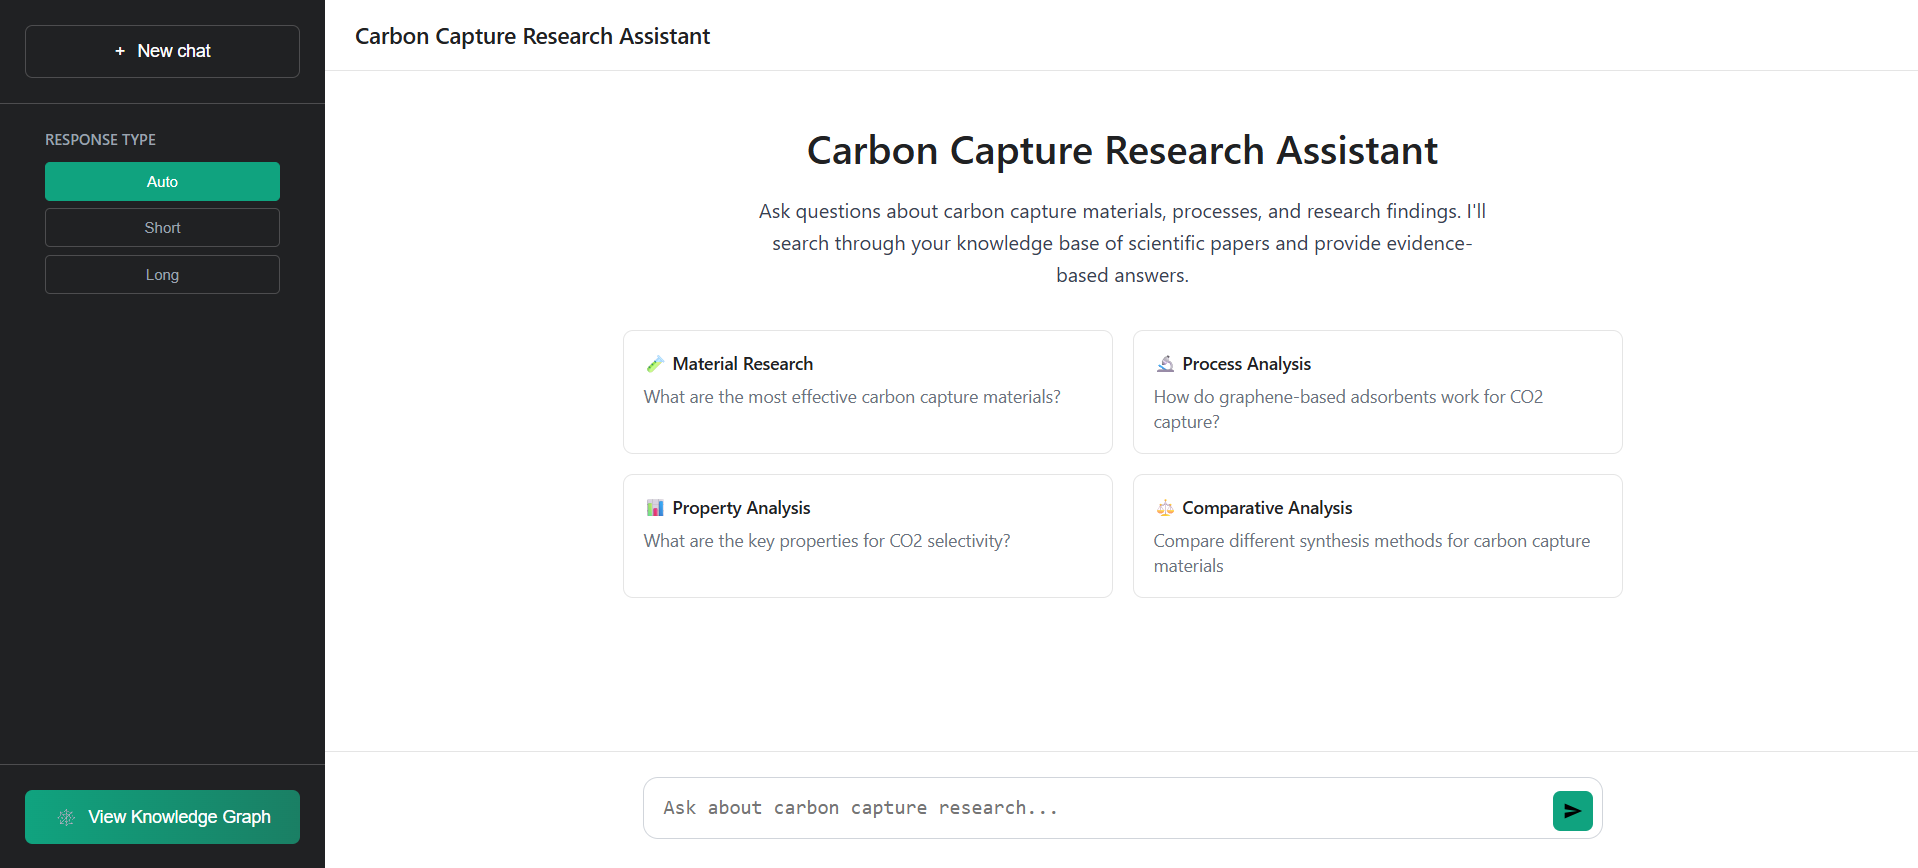 + New chat
RESPONSE TYPE
Auto
Short
Long
View Knowledge Graph
Carbon Capture Research Assistant
Carbon Capture Research Assistant
Ask questions about carbon capture materials, processes, and research findings. I'll
search through your knowledge base of scientific papers and provide evidence-
based answers.
Material Research
What are the most effective carbon capture materials?
Process Analysis
How do graphene-based adsorbents work for CO2
capture?
Property Analysis
What are the key properties for CO2 selectivity?
Comparative Analysis
Compare different synthesis methods for carbon capture
materials
Ask about carbon capture research...